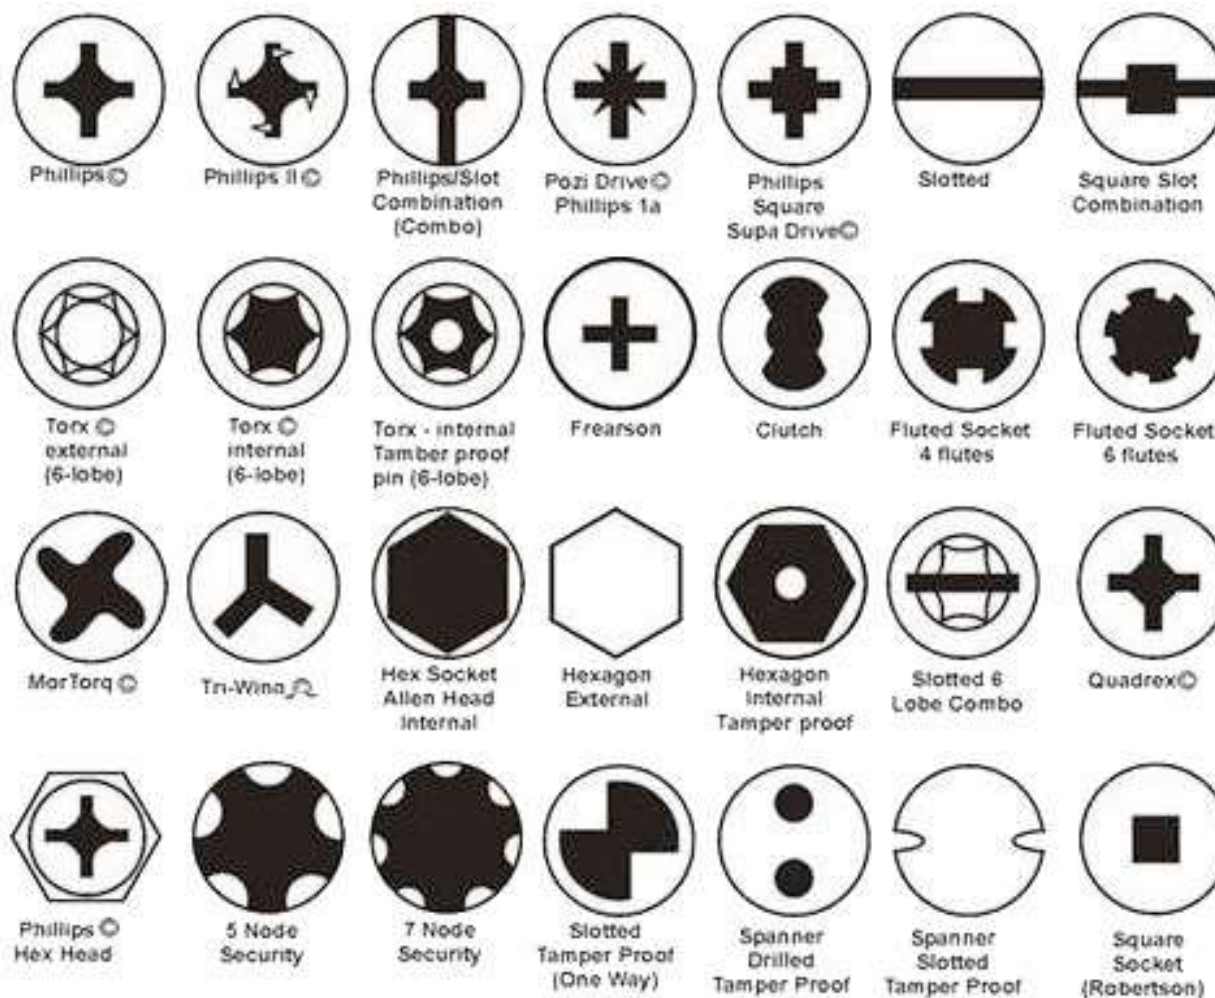 Phillips©
Phillips II©
Phillips/Slot
Combination
(Combo)
Pozi Drive©
Phillips 1a
Phillips
Square
Supa Drive©
Slotted
Square Slot
Combination
Torx ©
external
(6-lobe)
Torx ©
internal
(6-lobe)
Torx - internal
Tamber proof
pin (6-lobe)
Frearson
Clutch
Fluted Socket
4 flutes
Fluted Socket
6 flutes
MorTorq ©
Tri-Wing
Hex Socket
Allen Head
Internal
Hexagon
External
Hexagon
Internal
Tamper proof
Slotted 6
Lobe Combo
Quadrex©
Phillips ©
Hex Head
5 Node
Security
7 Node
Security
Slotted
Tamper Proof
(One Way)
Spanner
Drilled
Tamper Proof
Spanner
Slotted
Tamper Proof
Square
Socket
(Robertson)